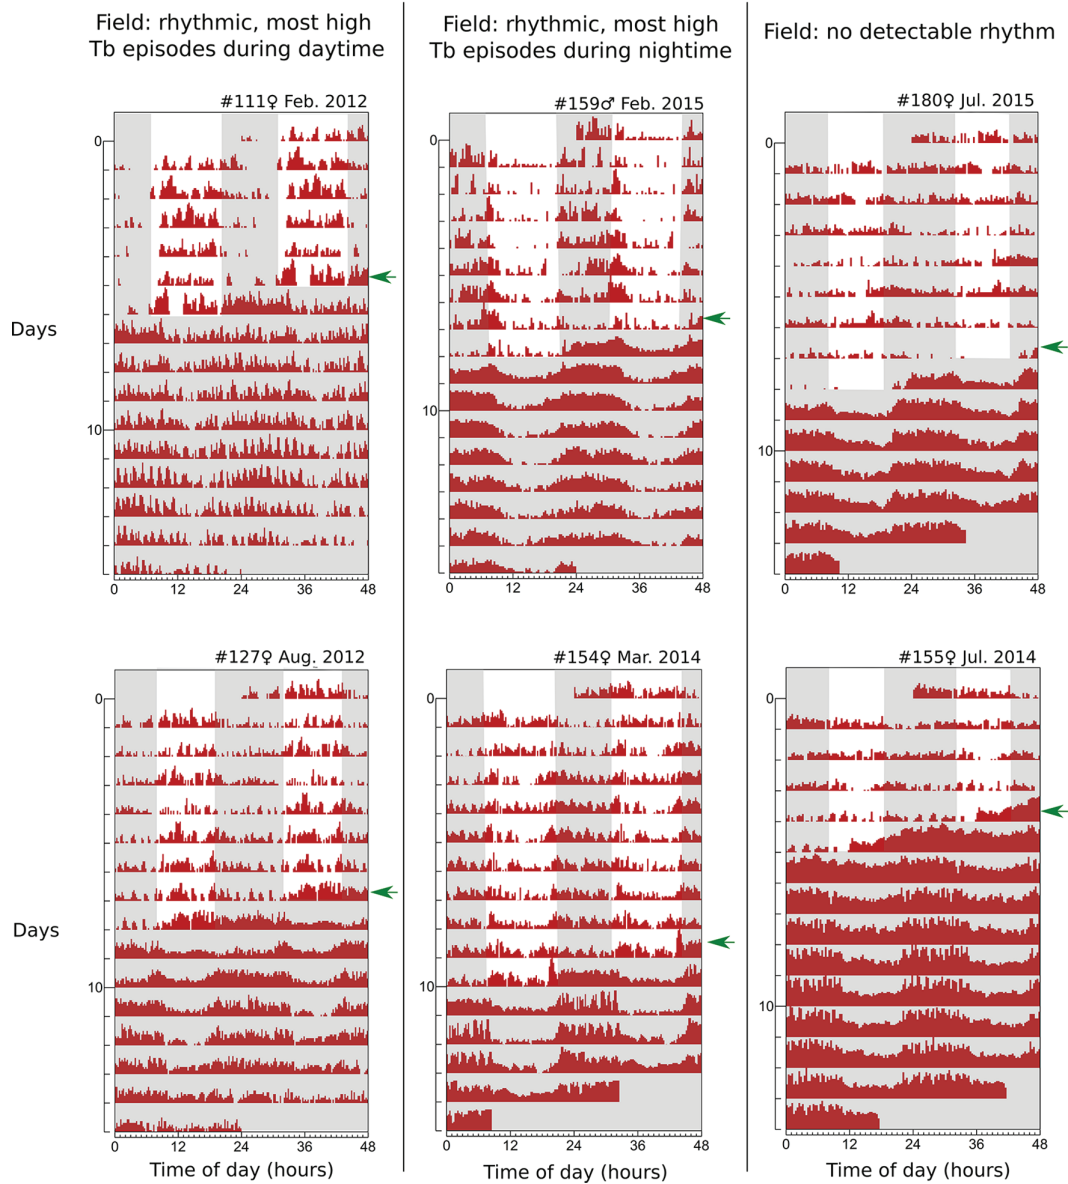 Field: rhythmic, most high
Tb episodes during daytime
Field: rhythmic, most high
Tb episodes during nightime
Field: no detectable rhythm
#111♀ Feb. 2012
#159♂ Feb. 2015
#180♀ Jul. 2015
0
10
0
10
0
10
Days
0 12 24 36 48
0 12 24 36 48
0 12 24 36 48
#127♀ Aug. 2012
#154♀ Mar. 2014
#155♀ Jul. 2014
0
10
0
10
0
10
Days
0 12 24 36 48
0 12 24 36 48
0 12 24 36 48
Time of day (hours)
Time of day (hours)
Time of day (hours)